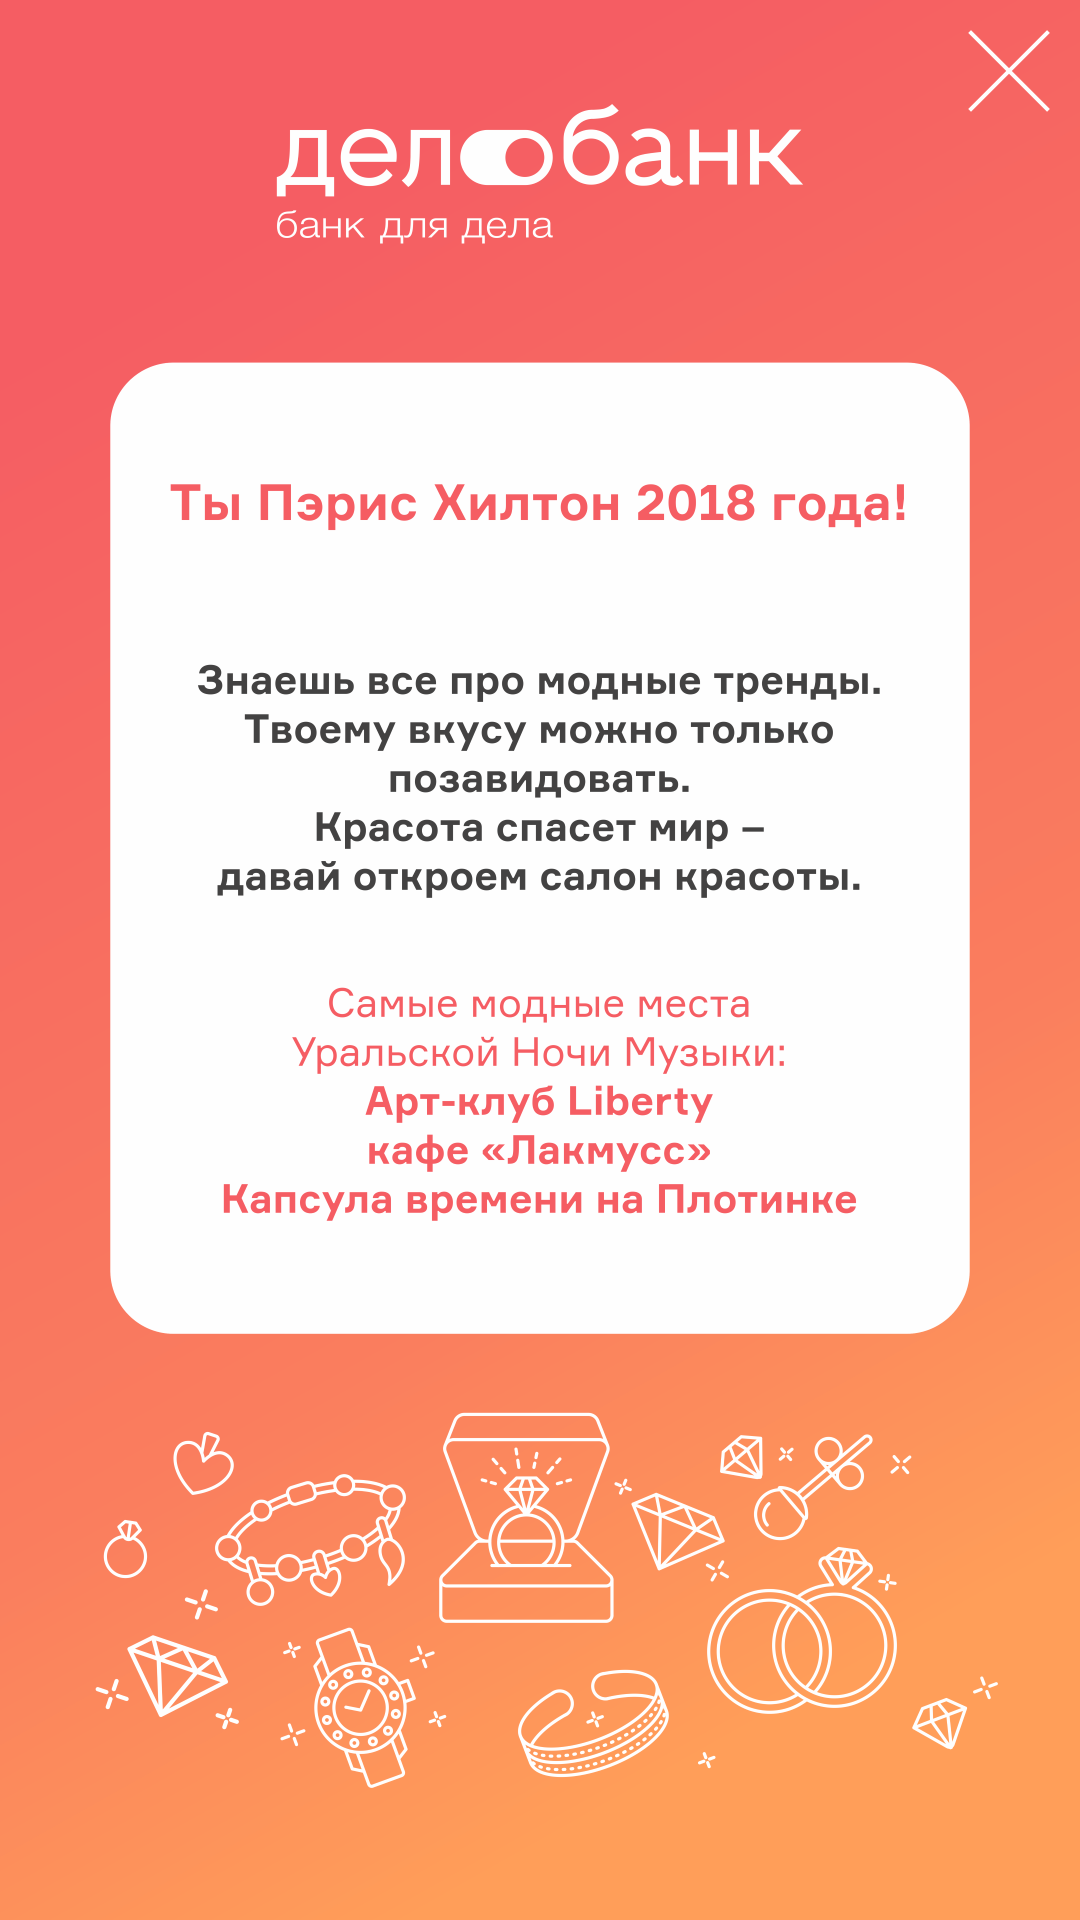 делобанк
банк для дела
Ты Пэрис Хилтон 2018 года!
Знаешь все про модные тренды.
Твоему вкусу можно только
позавидовать.
Красота спасет мир –
давай откроем салон красоты.
Самые модные места
Уральской Ночи Музыки:
Арт-клуб Liberty
кафе «Лакмусс»
Капсула времени на Плотинке